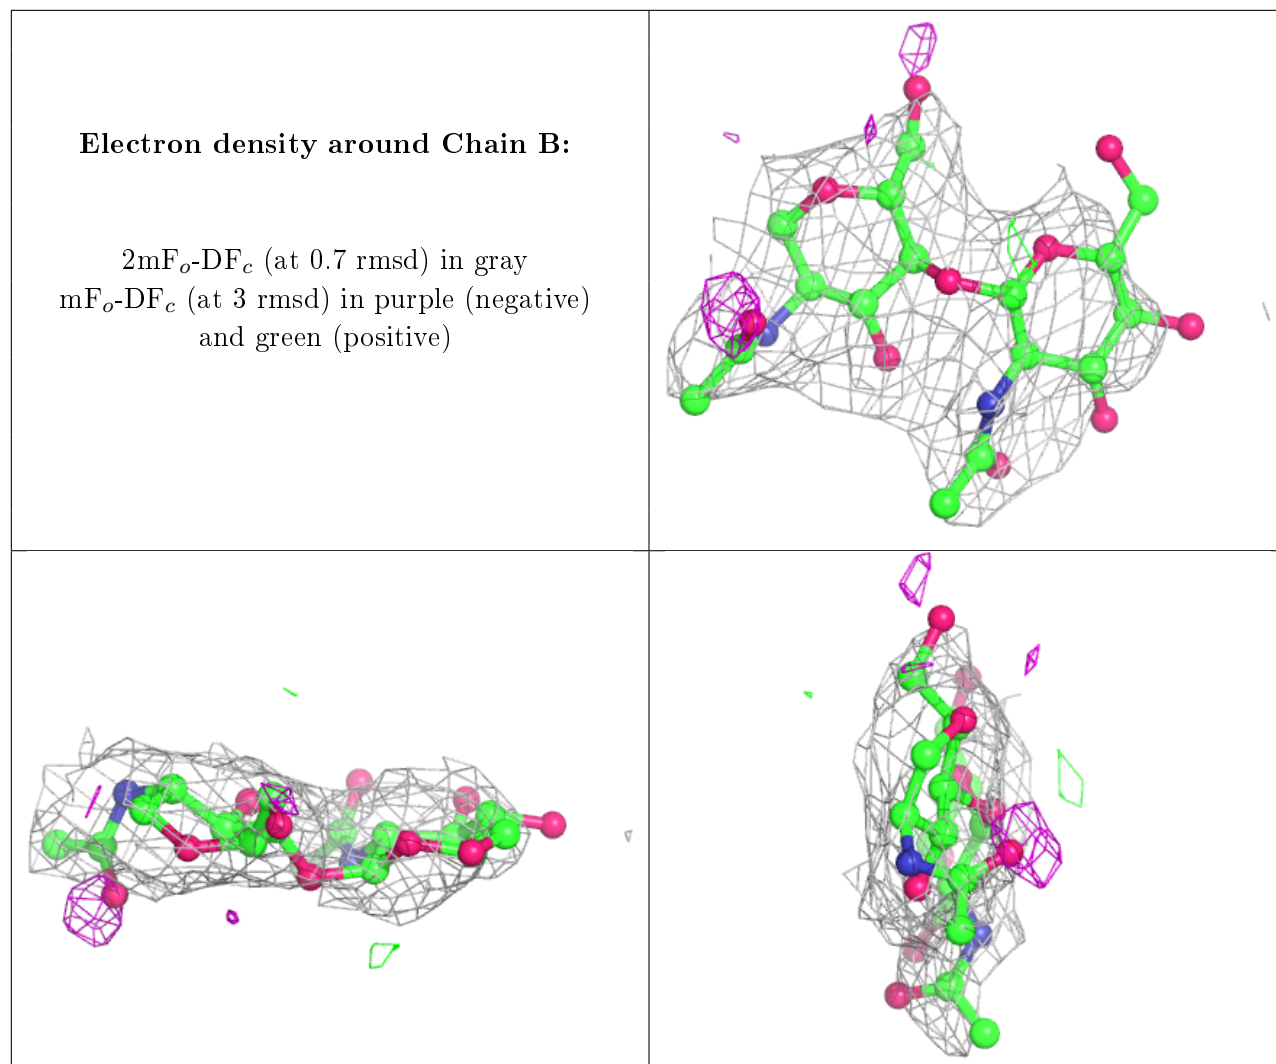 Electron density around Chain B:
2mFo-DFc (at 0.7 rmsd) in gray
mFo-DFc (at 3 rmsd) in purple (negative)
and green (positive)